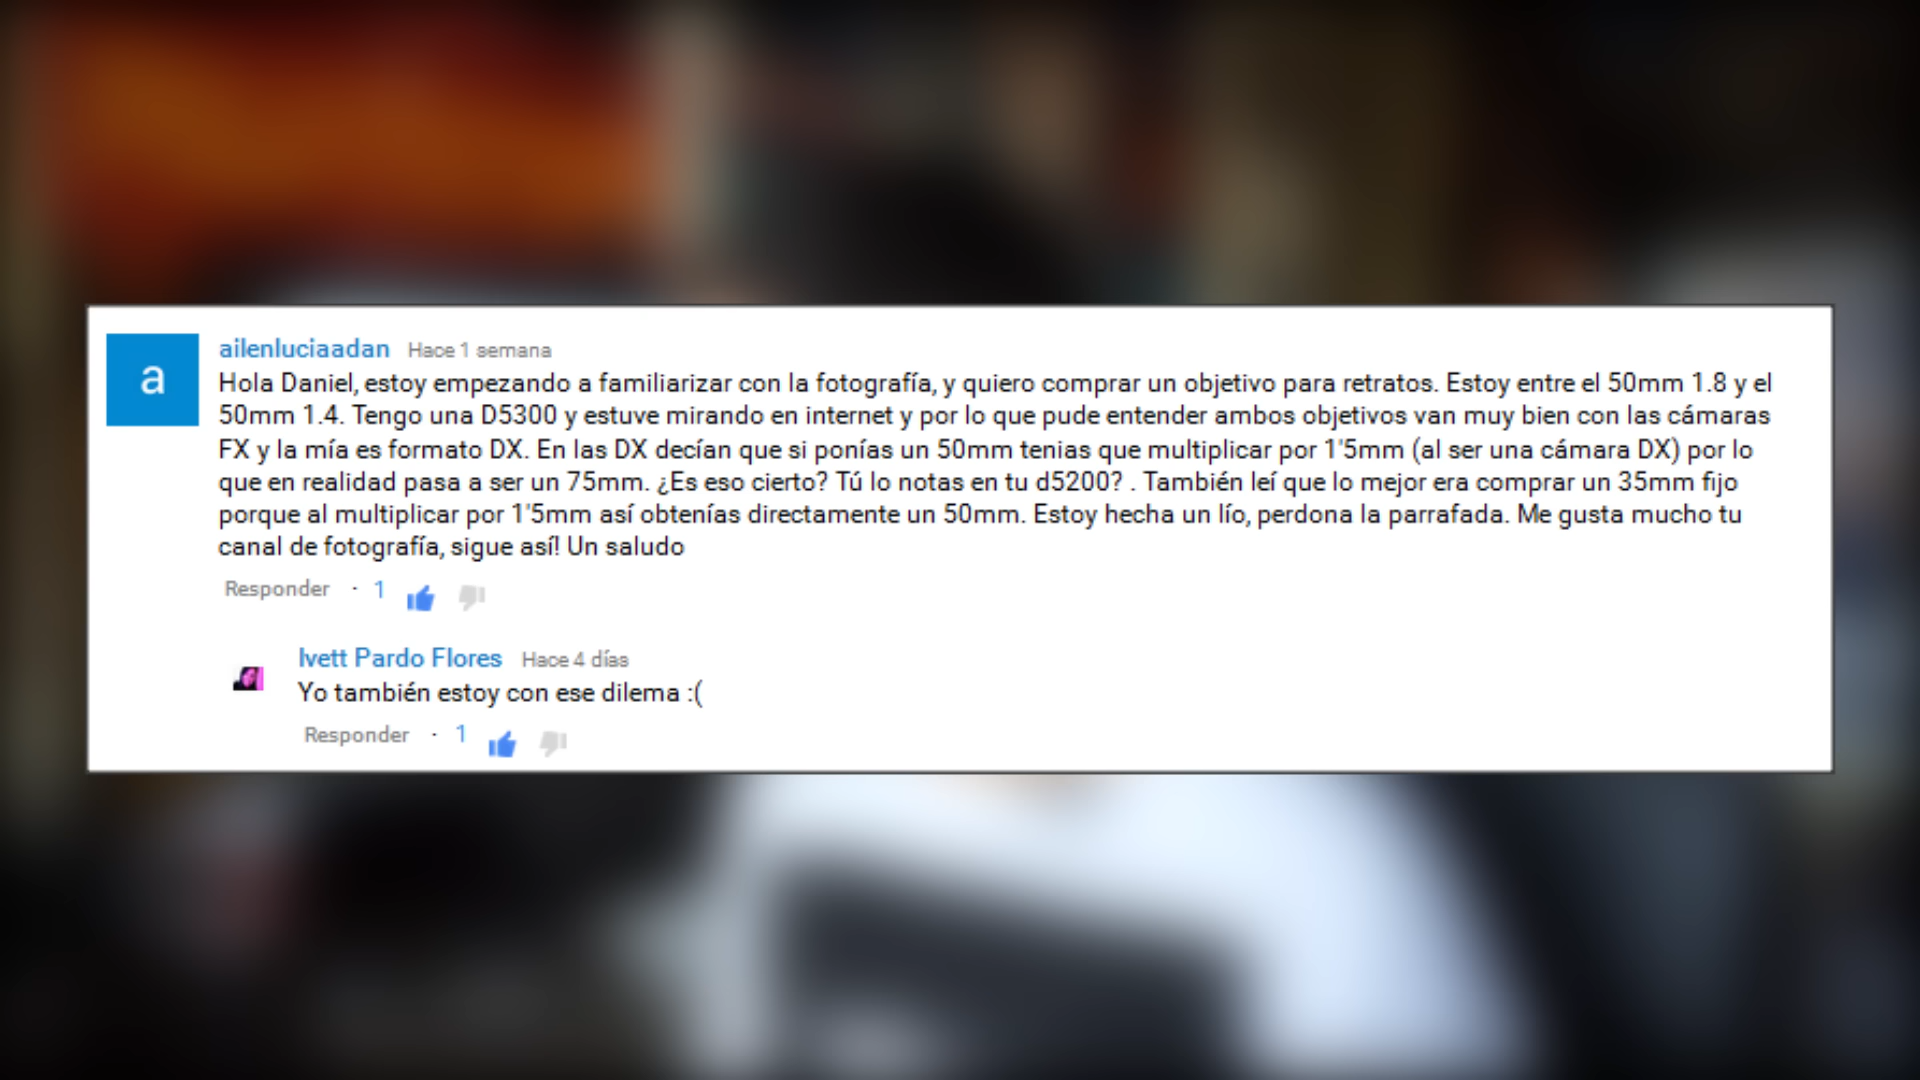 a
ailenluciaadan Hace 1 semana
Hola Daniel, estoy empezando a familiarizar con la fotografía, y quiero comprar un objetivo para retratos. Estoy entre el 50mm 1.8 y el
50mm 1.4. Tengo una D5300 y estuve mirando en internet y por lo que pude entender ambos objetivos van muy bien con las cámaras
FX y la mía es formato DX. En las DX decían que si ponías un 50mm tenias que multiplicar por 1'5mm (al ser una cámara DX) por lo
que en realidad pasa a ser un 75mm. ¿Es eso cierto? Tú lo notas en tu d5200? . También leí que lo mejor era comprar un 35mm fijo
porque al multiplicar por 1'5mm así obtenías directamente un 50mm. Estoy hecha un lío, perdona la parrafada. Me gusta mucho tu
canal de fotografía, sigue así! Un saludo
Responder · 1
Ivett Pardo Flores Hace 4 días
Yo también estoy con ese dilema :(
Responder · 1